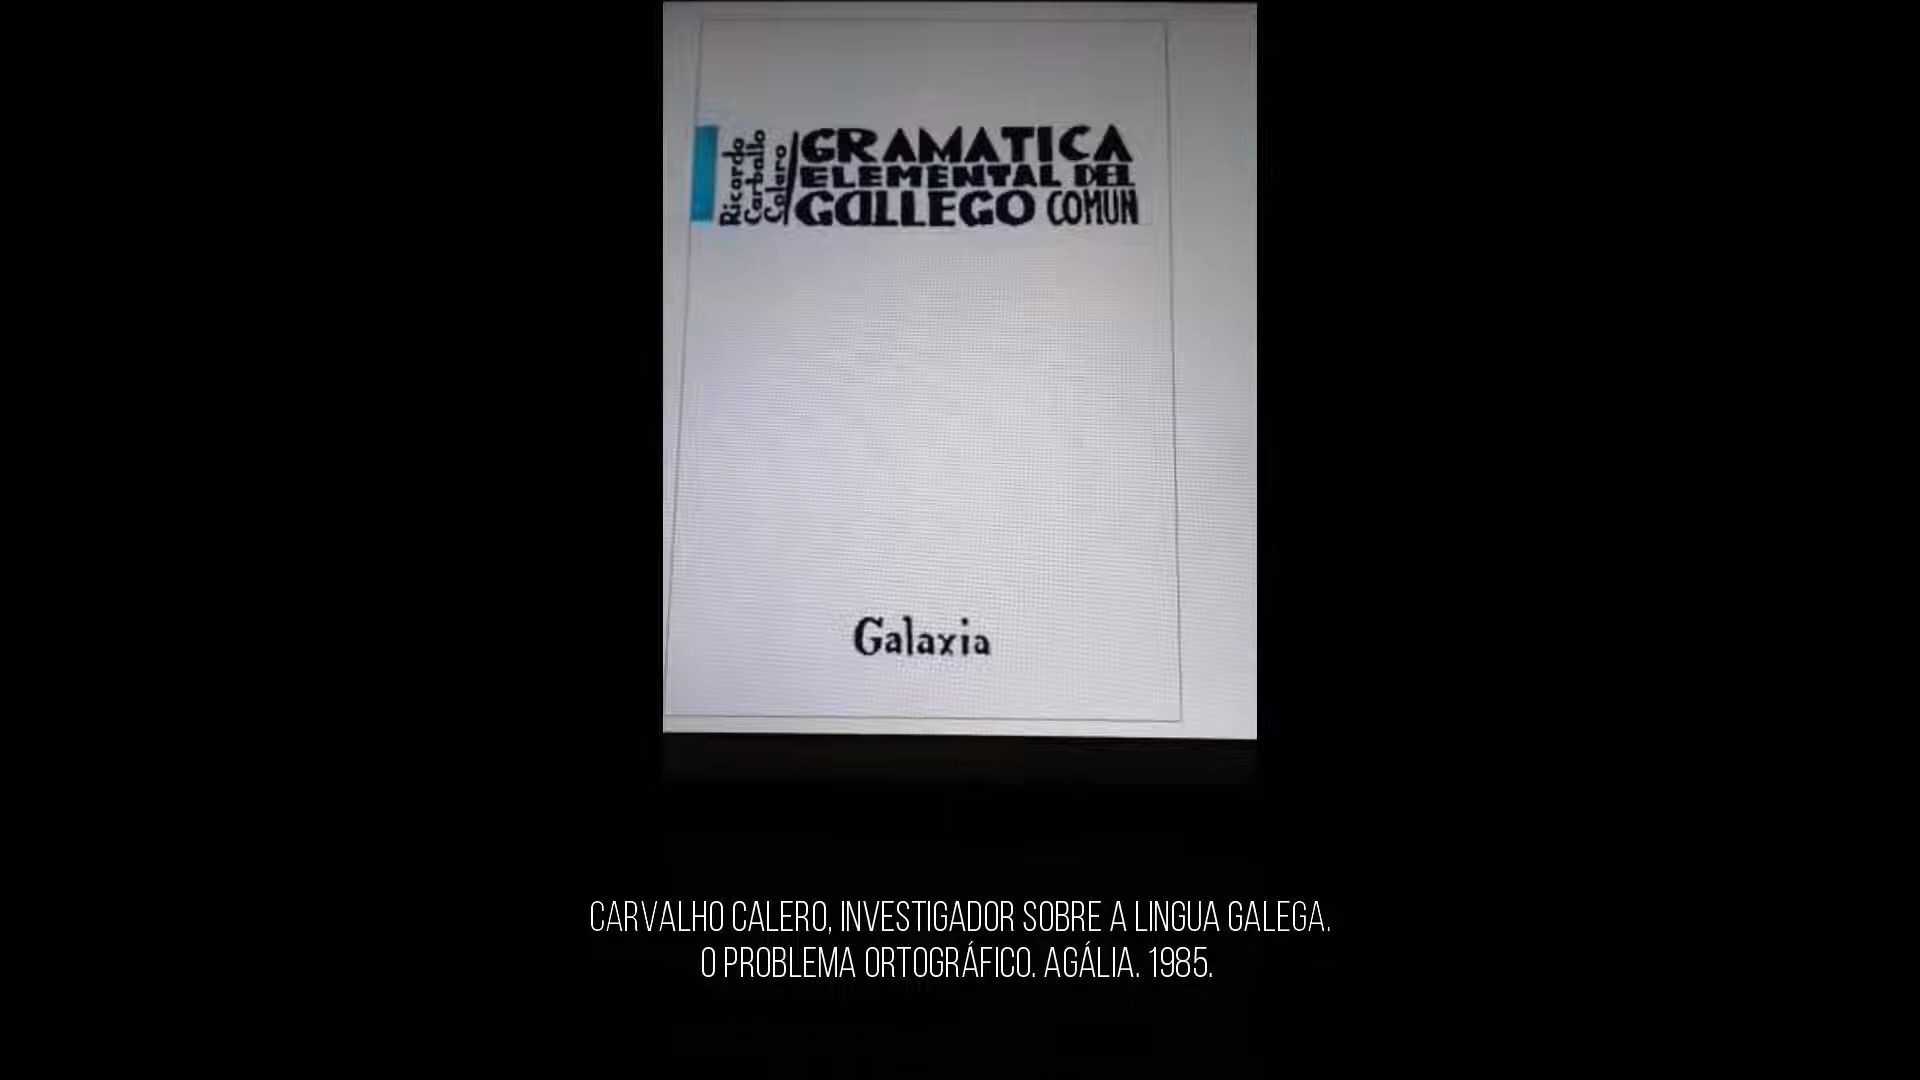 Ricardo
Carballo
Calero
GRAMATICA
ELEMENTAL DEL
GALLEGO COMUN
Galaxia
CARVALHO CALERO, INVESTIGADOR SOBRE A LINGUA GALEGA.
O PROBLEMA ORTOGRÁFICO. AGÁLIA. 1985.